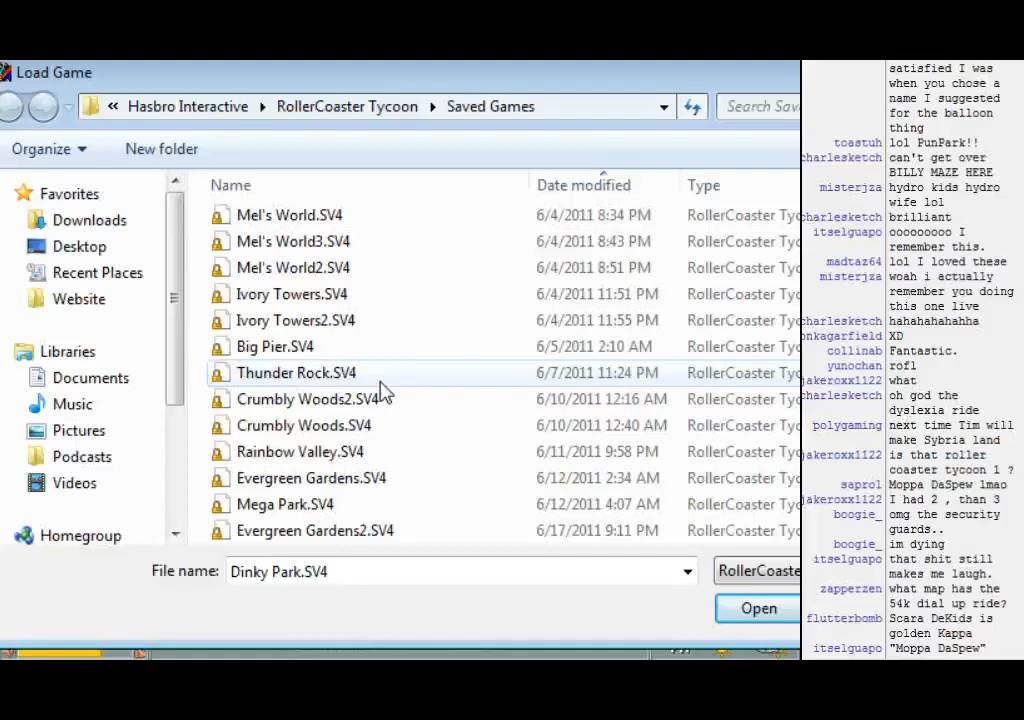 Load Game
« Hasbro Interactive RollerCoaster Tycoon Saved Games
Organize New folder
Favorites
Downloads
Desktop
Recent Places
Website
Libraries
Documents
Music
Pictures
Podcasts
Videos
Homegroup
Name Date modified Type
Mel's World.SV4 6/4/2011 8:34 PM RollerCoaster Tyc
Mel's World3.SV4 6/4/2011 8:43 PM RollerCoaster Tyc
Mel's World2.SV4 6/4/2011 8:51 PM RollerCoaster Tyc
Ivory Towers.SV4 6/4/2011 11:51 PM RollerCoaster Tyc
Ivory Towers2.SV4 6/4/2011 11:55 PM RollerCoaster Tyc
Big Pier.SV4 6/5/2011 2:10 AM RollerCoaster Tyc
Thunder Rock.SV4 6/7/2011 11:24 PM RollerCoaster Tyc
Crumbly Woods2.SV4 6/10/2011 12:16 AM RollerCoaster Tyc
Crumbly Woods.SV4 6/10/2011 12:40 AM RollerCoaster Tyc
Rainbow Valley.SV4 6/11/2011 9:58 PM RollerCoaster Tyc
Evergreen Gardens.SV4 6/12/2011 2:34 AM RollerCoaster Tyc
Mega Park.SV4 6/12/2011 4:07 AM RollerCoaster Tyc
Evergreen Gardens2.SV4 6/17/2011 9:11 PM RollerCoaster Tyc
File name: Dinky Park.SV4 RollerCoaste
Open
Search Sav
satisfied I was
when you chose a
name I suggested
for the balloon
thing
toastuh lol PunPark!!
charlesketch can't get over
BILLY MAZE HERE
misterjza hydro kids hydro
wife lol
charlesketch brilliant
itselguapo ooooooooo I
remember this.
madtaz64 lol I loved these
misterjza woah i actually
remember you doing
this one live
charlesketch hahahahahahha
onkagarfield XD
collinab Fantastic.
yunochan rofl
jakeroxx1122 what
charlesketch oh god the
dyslexia ride
polygaming next time Tim will
make Sybria land
jakeroxx1122 is that roller
coaster tycoon 1 ?
saprol Moppa DaSpew lmao
jakeroxx1122 I had 2 , than 3
boogie_ omg the security
guards..
boogie_ im dying
itselguapo that shit still
makes me laugh.
zapperzen what map has the
54k dial up ride?
flutterbomb Scara DeKids is
golden Kappa
itselguapo "Moppa DaSpew"